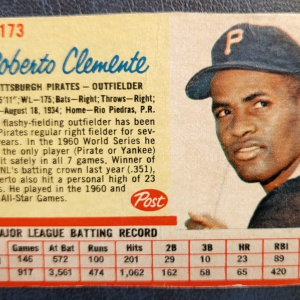 173
Roberto Clemente
PITTSBURGH PIRATES – OUTFIELDER
5'11"; WL–175; Bats–Right; Throws–Right;
August 18, 1934; Home–Rio Piedras, P.R.
flashy-fielding outfielder has been
Pirates regular right fielder for sev-
years. In the 1960 World Series he
the only player (Pirate or Yankee)
it safely in all 7 games. Winner of
NL's batting crown last year (.351),
erto also hit a personal high of 23
s. He played in the 1960 and
All-Star Games.
Post
P
AJOR LEAGUE BATTING RECORD
Games At Bat Runs Hits 2B 3B HR RBI
146 572 100 201 29 10 23 89
917 3,561 474 1,062 162 58 65 420